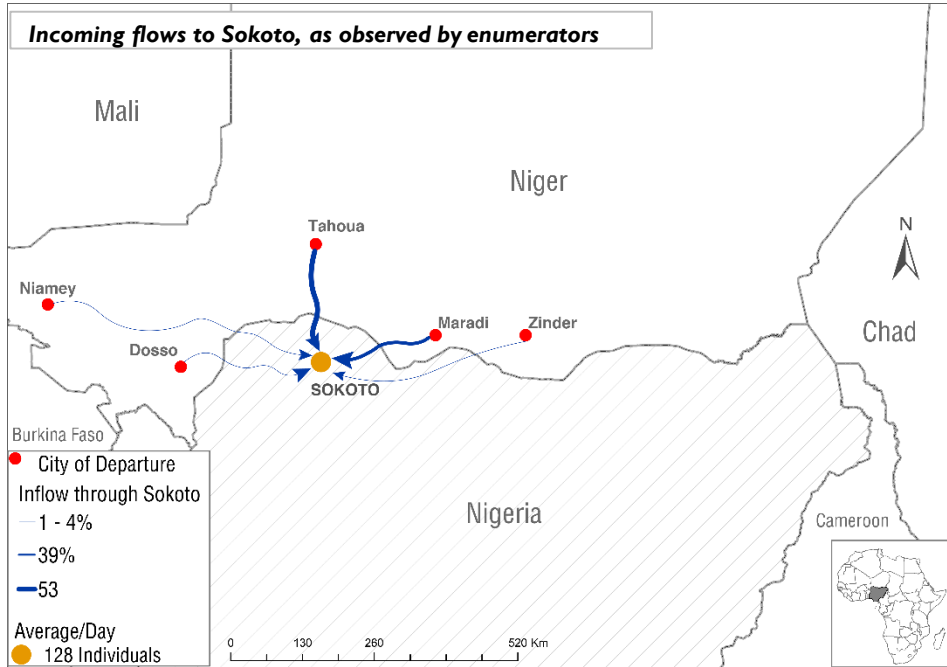 Incoming flows to Sokoto, as observed by enumerators
Mali
Niger
Tahoua
N
Niamey
Maradi
Zinder
Chad
Dosso
SOKOTO
Burkina Faso
City of Departure
Inflow through Sokoto
1 - 4%
39%
53
Nigeria
Cameroon
Average/Day
128 Individuals
0 130 260 520 Km